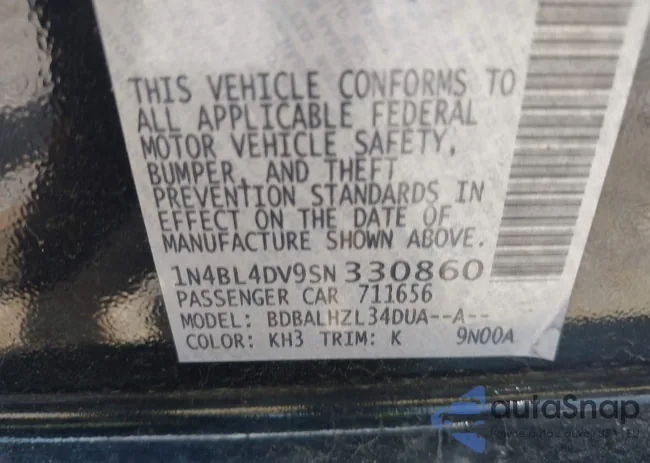 THIS VEHICLE CONFORMS TO
ALL APPLICABLE FEDERAL
MOTOR VEHICLE SAFETY,
BUMPER, AND THEFT
PREVENTION STANDARDS IN
EFFECT ON THE DATE OF
MANUFACTURE SHOWN ABOVE.
1N4BL4DV9SN330860
PASSENGER CAR 711656
MODEL: BDBALHZL34DUA--A--
COLOR: KH3 TRIM: K 9N00A
autaSnap